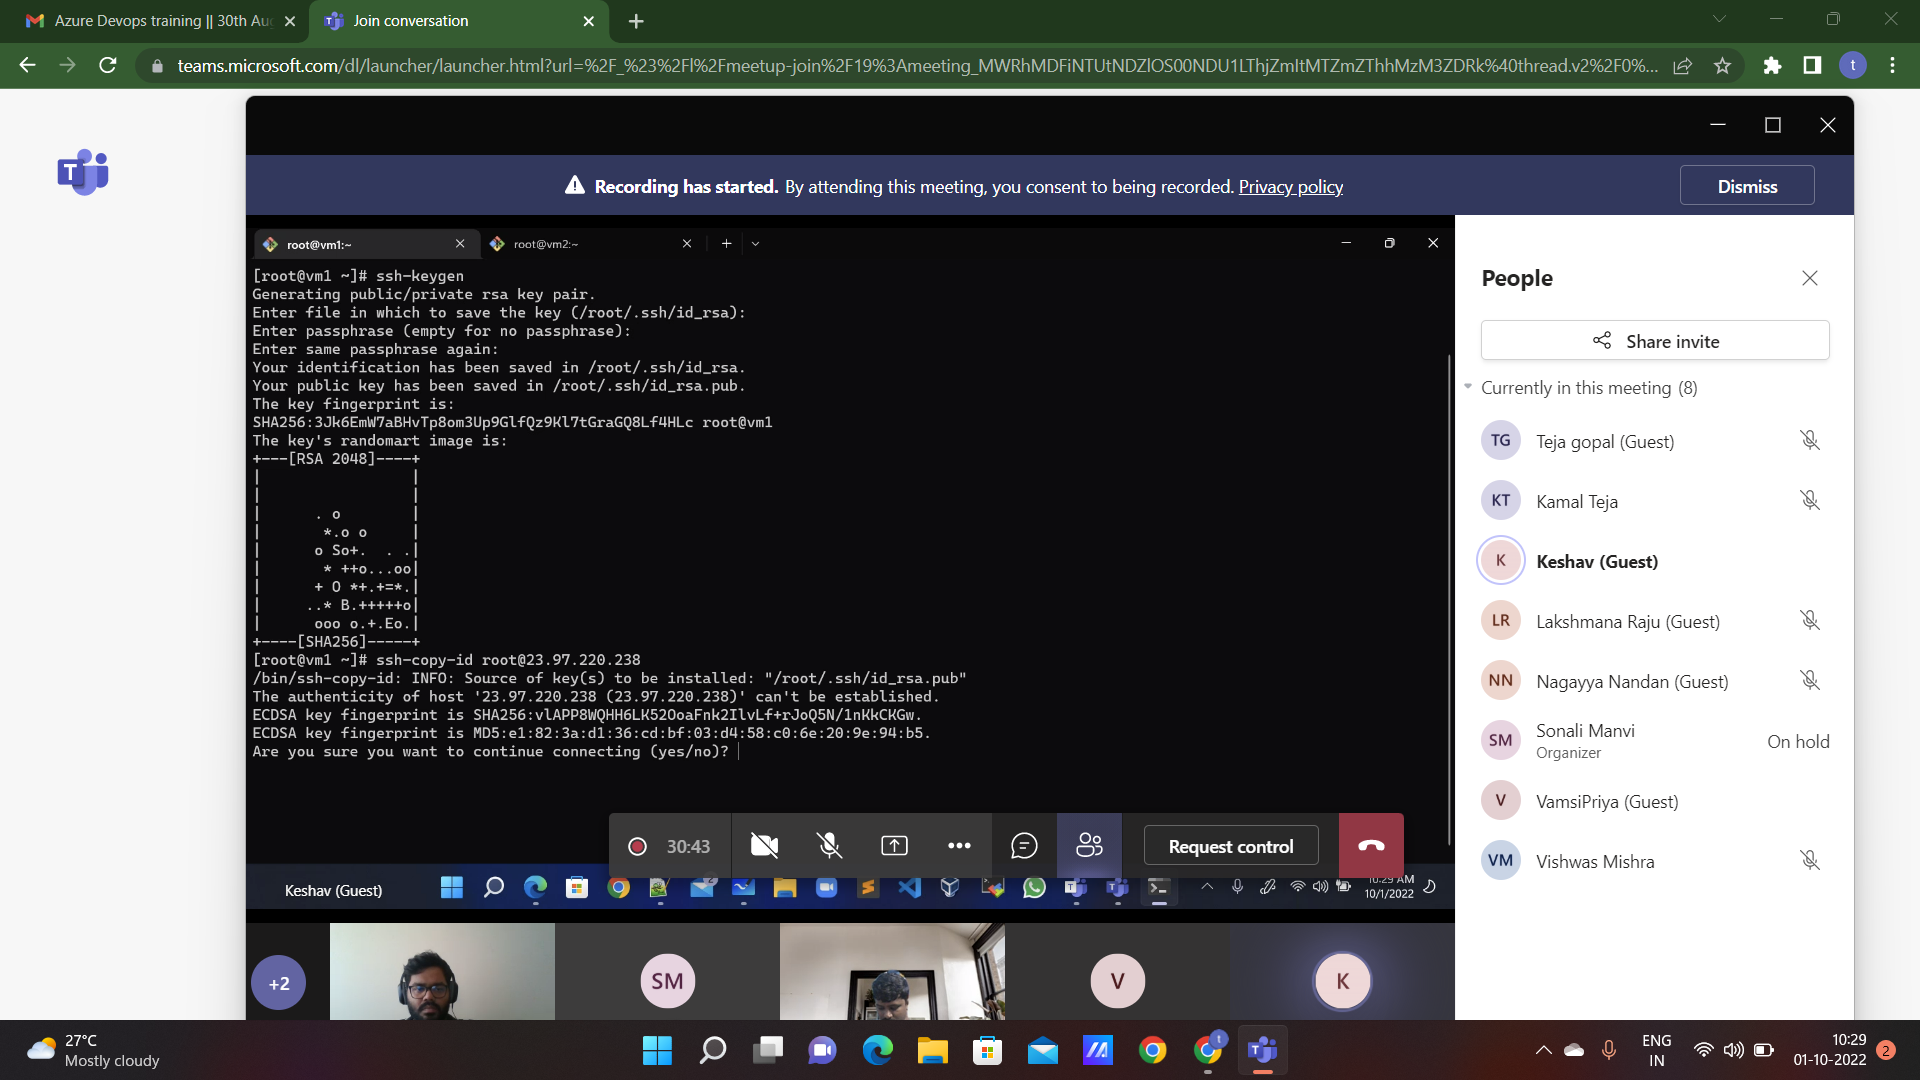 Azure Devops training || 30th Au
Join conversation
teams.microsoft.com/dl/launcher/launcher.html?url=%2F_%23%2Fl%2Fmeetup-join%2F19%3Ameeting_MWRhMDFiNTUtNDZlOS00NDU1LThjZmItMTZmZThhMzM3ZDRk%40thread.v2%2F0%...
t
T
Recording has started. By attending this meeting, you consent to being recorded. Privacy policy
Dismiss
root@vm1:~
root@vm2:~
[root@vm1 ~]# ssh-keygen
Generating public/private rsa key pair.
Enter file in which to save the key (/root/.ssh/id_rsa):
Enter passphrase (empty for no passphrase):
Enter same passphrase again:
Your identification has been saved in /root/.ssh/id_rsa.
Your public key has been saved in /root/.ssh/id_rsa.pub.
The key fingerprint is:
SHA256:3Jk6EmW7aBHvTp8om3Up9GlfQz9Kl7tGraGQ8Lf4HLc root@vm1
The key's randomart image is:
+---[RSA 2048]----+
|                 |
|                 |
|      . o        |
|       *.o o     |
|      o So+.  . .|
|       * ++o...oo|
|      + O *+.+=*.|
|     ..* B.+++++o|
|      ooo o.+.Eo.|
+----[SHA256]-----+
[root@vm1 ~]# ssh-copy-id root@23.97.220.238
/bin/ssh-copy-id: INFO: Source of key(s) to be installed: "/root/.ssh/id_rsa.pub"
The authenticity of host '23.97.220.238 (23.97.220.238)' can't be established.
ECDSA key fingerprint is SHA256:vlAPP8WQHH6LK52OoaFnk2IlvLf+rJoQ5N/1nKkCKGw.
ECDSA key fingerprint is MD5:e1:82:3a:d1:36:cd:bf:03:d4:58:c0:6e:20:9e:94:b5.
Are you sure you want to continue connecting (yes/no)?
30:43
Request control
Keshav (Guest)
10:29 AM
10/1/2022
+2
SM
V
K
People
Share invite
Currently in this meeting (8)
TG
Teja gopal (Guest)
KT
Kamal Teja
K
Keshav (Guest)
LR
Lakshmana Raju (Guest)
NN
Nagayya Nandan (Guest)
SM
Sonali Manvi
Organizer
On hold
V
VamsiPriya (Guest)
VM
Vishwas Mishra
27°C
Mostly cloudy
ENG
IN
10:29
01-10-2022
2